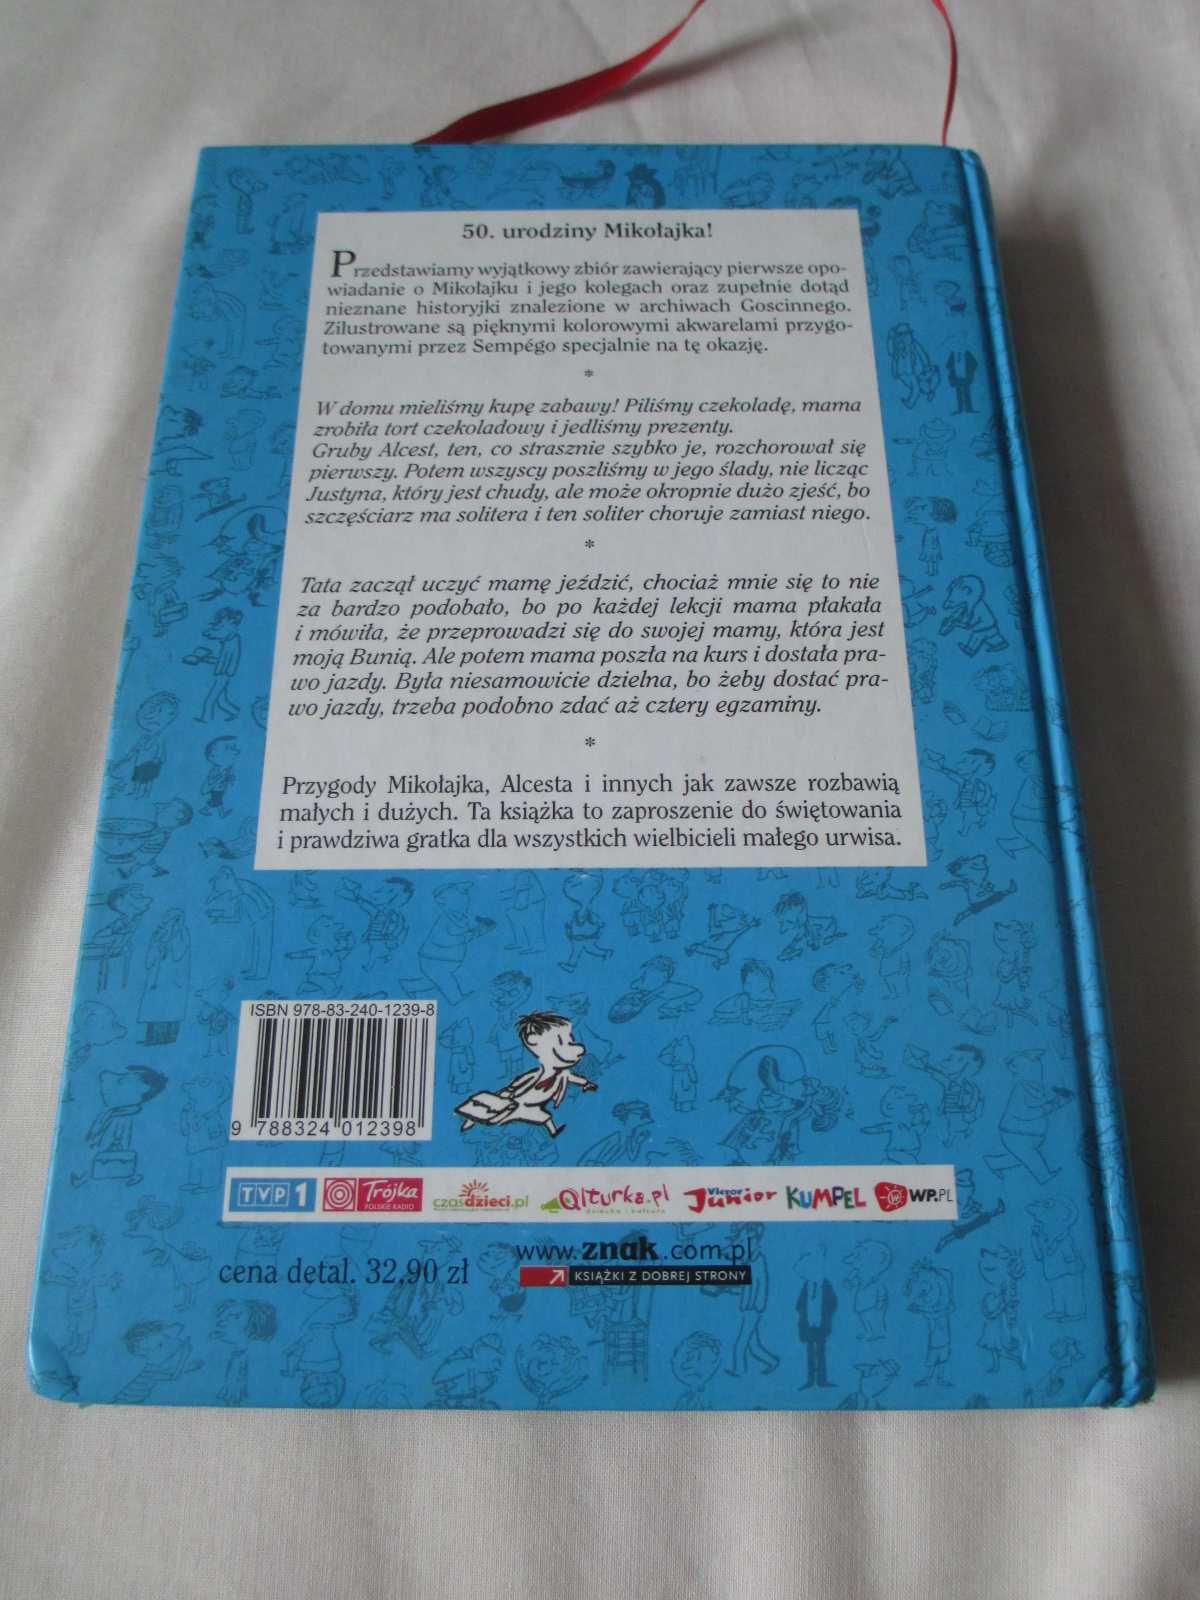 50. urodziny Mikołajka!
Przedstawiamy wyjątkowy zbiór zawierający pierwsze opo-
wiadanie o Mikołajku i jego kolegach oraz zupełnie dotąd
nieznane historyjki znalezione w archiwach Goscinnego.
Zilustrowane są pięknymi kolorowymi akwarelami przygo-
towanymi przez Sempégo specjalnie na tę okazję.
*
W domu mieliśmy kupę zabawy! Piliśmy czekoladę, mama
zrobiła tort czekoladowy i jedliśmy prezenty.
Gruby Alcest, ten, co strasznie szybko je, rozchorował się
pierwszy. Potem wszyscy poszliśmy w jego ślady, nie licząc
Justyna, który jest chudy, ale może okropnie dużo zjeść, bo
szczęściarz ma solitera i ten soliter choruje zamiast niego.
*
Tata zaczął uczyć mamę jeździć, chociaż mnie się to nie
za bardzo podobało, bo po każdej lekcji mama płakała
i mówiła, że przeprowadzi się do swojej mamy, która jest
moją Bunią. Ale potem mama poszła na kurs i dostała pra-
wo jazdy. Była niesamowicie dzielna, bo żeby dostać pra-
wo jazdy, trzeba podobno zdać aż cztery egzaminy.
*
Przygody Mikołajka, Alcesta i innych jak zawsze rozbawią
małych i dużych. Ta książka to zaproszenie do świętowania
i prawdziwa gratka dla wszystkich wielbicieli małego urwisa.
ISBN 978-83-240-1239-8
9 788324 012398
TVP1
Trójka
POLSKIE RADIO
czasdzieci.pl
Qlturka.pl
dziecko i kultura
Victor
Junior
KUMPEL
W WP.PL
cena detal. 32,90 zł
www.znak.com.pl
KSIĄŻKI Z DOBREJ STRONY